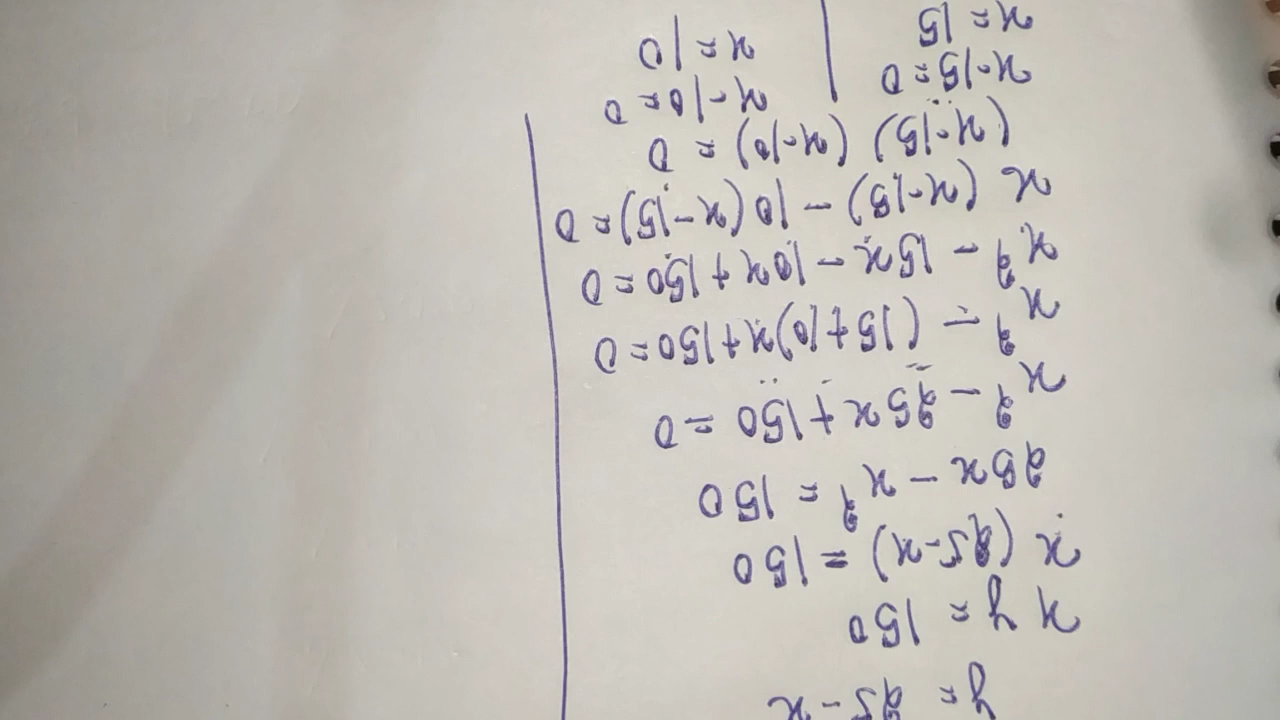 y = 25 - x
xy = 150
x (25-x) = 150
25x - x² = 150
x² - 25x + 150 = 0
x² - (15+10)x + 150 = 0
x² - 15x - 10x + 150 = 0
x (x-15) - 10 (x-15) = 0
(x-15) (x-10) = 0
x-15 = 0 | x-10 = 0
x = 15 | x = 10